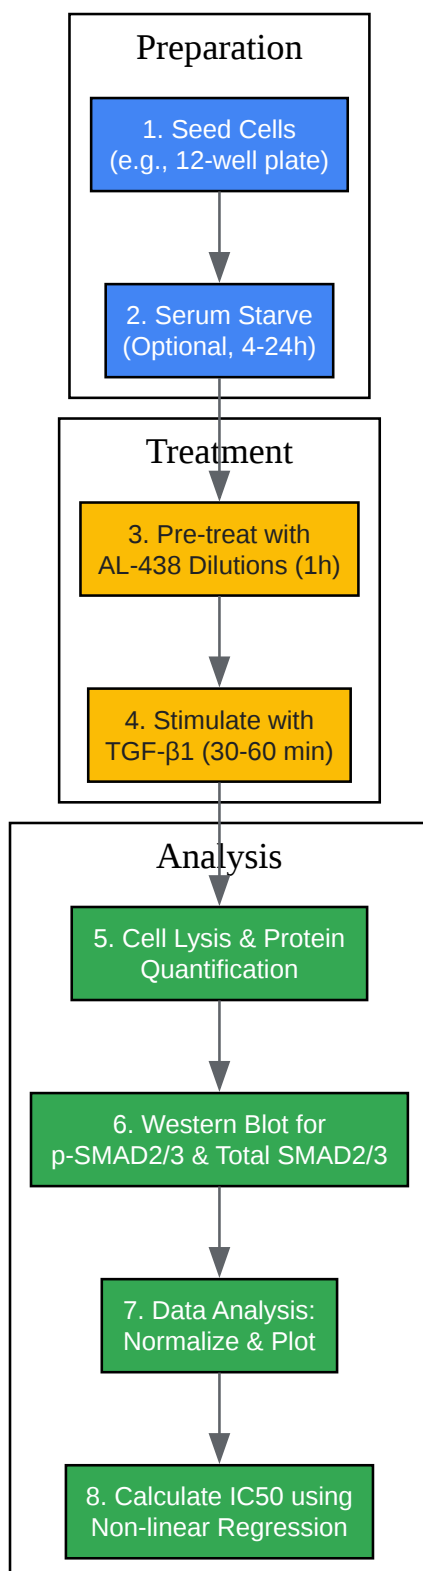 Preparation
1. Seed Cells
(e.g., 12-well plate)
2. Serum Starve
(Optional, 4-24h)
Treatment
3. Pre-treat with
AL-438 Dilutions (1h)
4. Stimulate with
TGF-β1 (30-60 min)
Analysis
5. Cell Lysis & Protein
Quantification
6. Western Blot for
p-SMAD2/3 & Total SMAD2/3
7. Data Analysis:
Normalize & Plot
8. Calculate IC50 using
Non-linear Regression